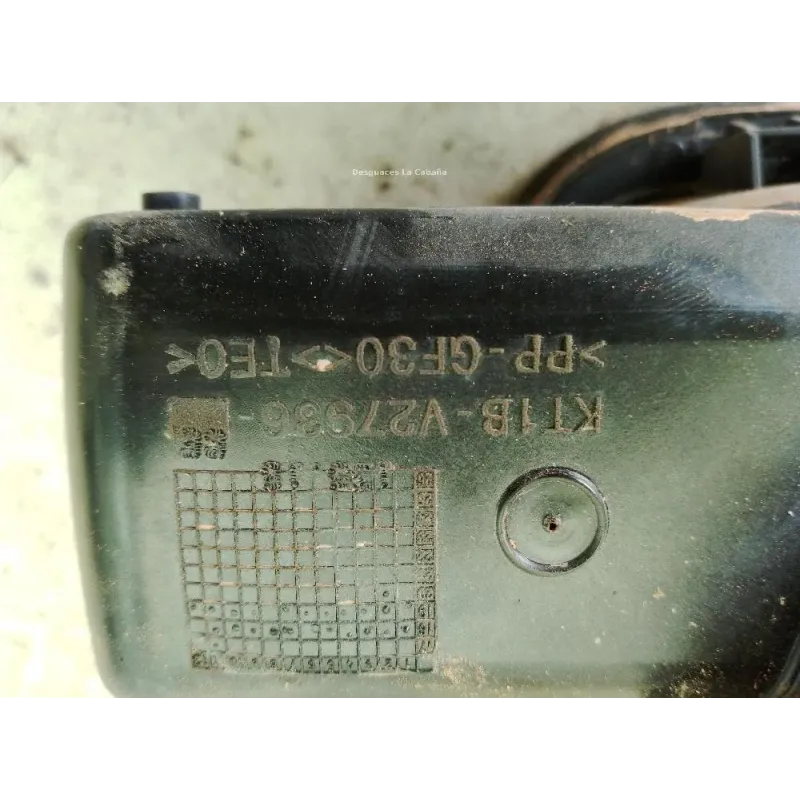 Desguaces La Cabaña
KT1B-V27936-
>PP-GF30<>TEO<